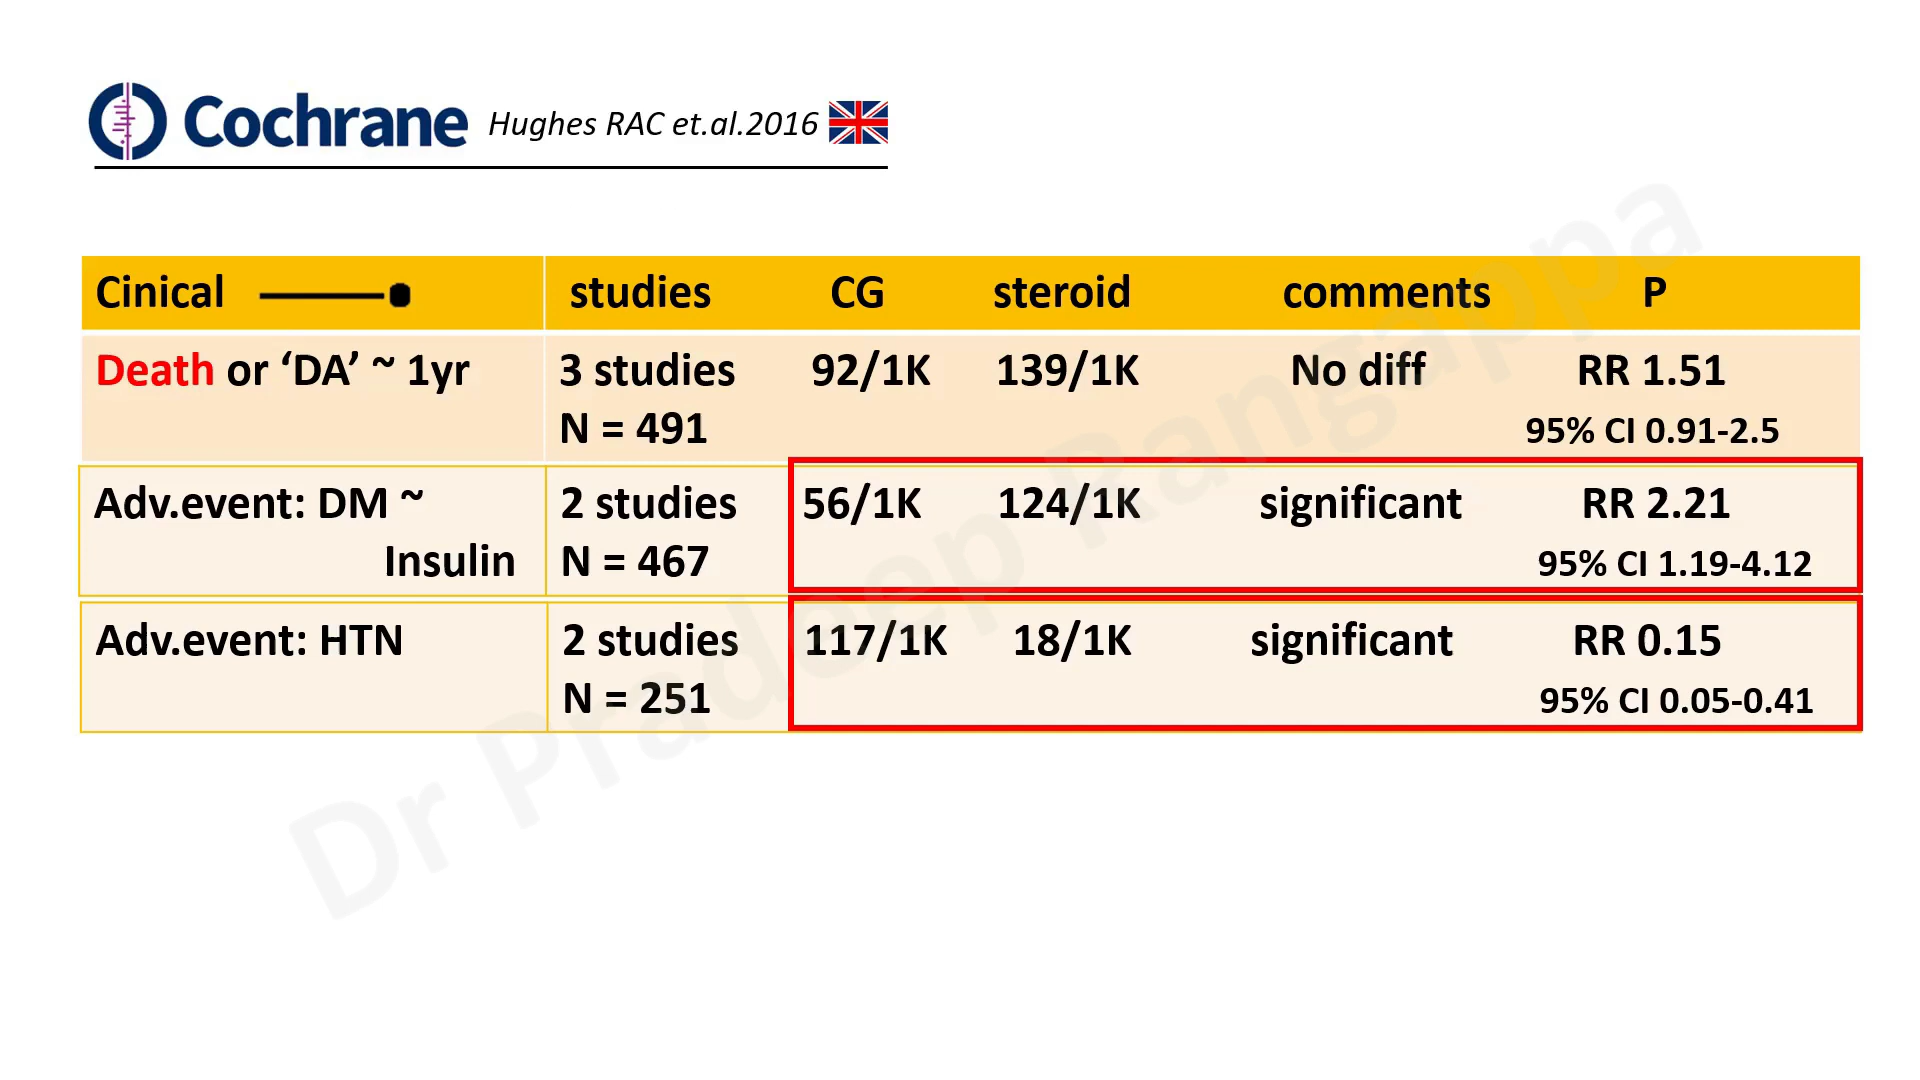 Cochrane Hughes RAC et.al.2016
Cinical studies CG steroid comments P
Death or ‘DA’ ~ 1yr 3 studies 92/1K 139/1K No diff RR 1.51
N = 491 95% CI 0.91-2.5
Adv.event: DM ~ 2 studies 56/1K 124/1K significant RR 2.21
Insulin N = 467 95% CI 1.19-4.12
Adv.event: HTN 2 studies 117/1K 18/1K significant RR 0.15
N = 251 95% CI 0.05-0.41
Dr Pradeep Rangappa